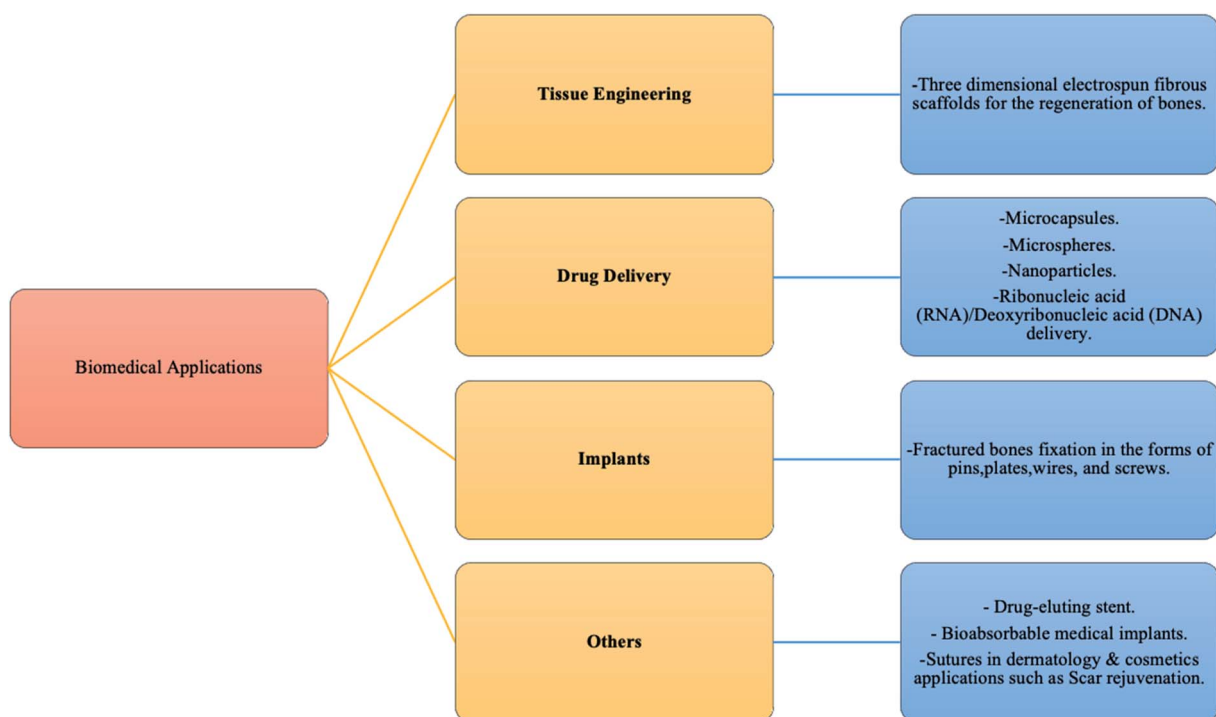 Biomedical Applications
Tissue Engineering
-Three dimensional electrospun fibrous
scaffolds for the regeneration of bones.
Drug Delivery
-Microcapsules.
-Microspheres.
-Nanoparticles.
-Ribonucleic acid
(RNA)/Deoxyribonucleic acid (DNA)
delivery.
Implants
-Fractured bones fixation in the forms of
pins,plates,wires, and screws.
Others
- Drug-eluting stent.
- Bioabsorbable medical implants.
-Sutures in dermatology & cosmetics
applications such as Scar rejuvenation.